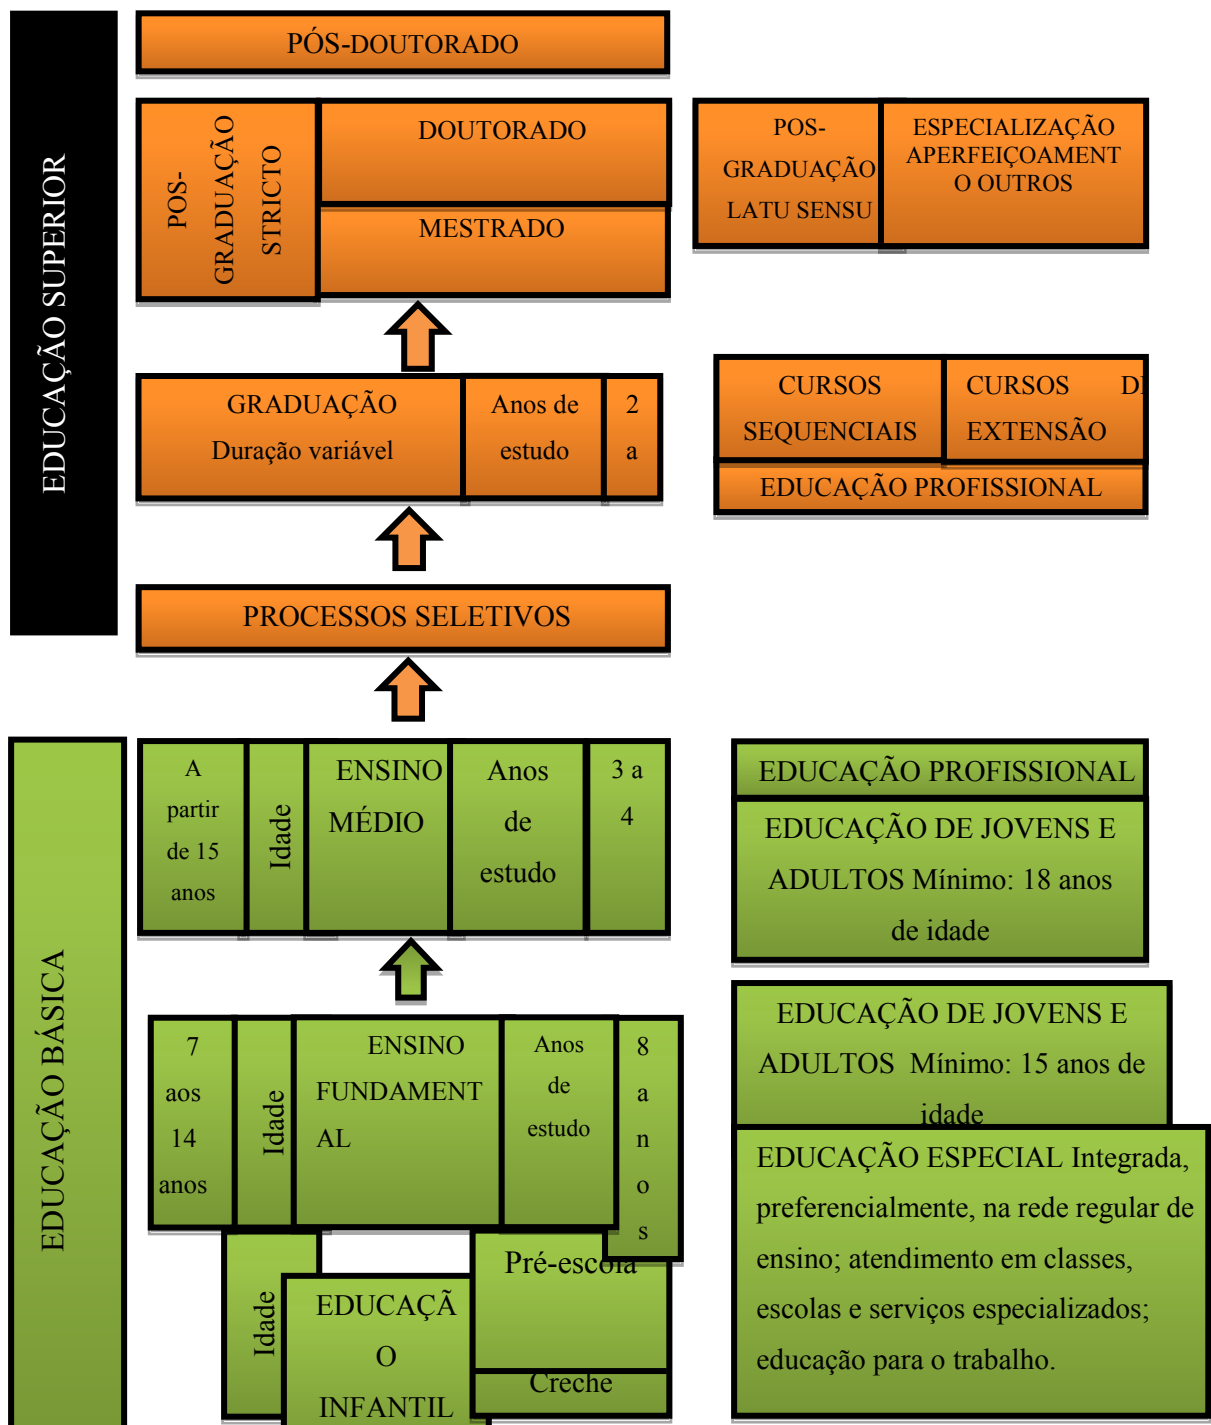 EDUCAÇÃO SUPERIOR
PÓS-DOUTORADO
POS-
GRADUAÇÃO
STRICTO
DOUTORADO
MESTRADO
POS-
GRADUAÇÃO
LATU SENSU
ESPECIALIZAÇÃO
APERFEIÇOAMENT
O OUTROS
GRADUAÇÃO
Duração variável
Anos de
estudo
2
a
CURSOS
SEQUENCIAIS
CURSOS
EXTENSÃO
EDUCAÇÃO PROFISSIONAL
PROCESSOS SELETIVOS
EDUCAÇÃO BÁSICA
A
partir
de 15
anos
Idade
ENSINO
MÉDIO
Anos
de
estudo
3 a
4
EDUCAÇÃO PROFISSIONAL
EDUCAÇÃO DE JOVENS E
ADULTOS Mínimo: 18 anos
de idade
7
aos
14
anos
Idade
ENSINO
FUNDAMENT
AL
Anos
de
estudo
8
a
n
o
s
EDUCAÇÃO DE JOVENS E
ADULTOS Mínimo: 15 anos de
idade
EDUCAÇÃO ESPECIAL Integrada,
preferencialmente, na rede regular de
ensino; atendimento em classes,
escolas e serviços especializados;
educação para o trabalho.
Idade
EDUCAÇÃ
O
INFANTIL
Pré-escola
Creche